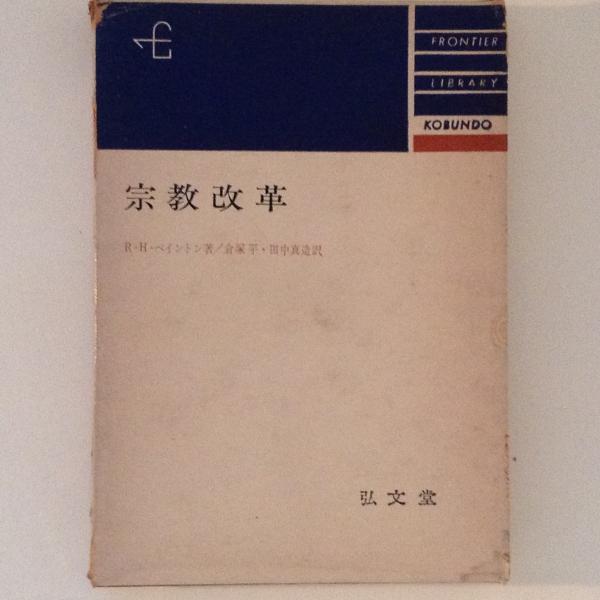 FRONTIER
LIBRARY
KOBUNDO
宗教改革
R・H・ベイントン著／倉塚平・田中真造訳
弘文堂